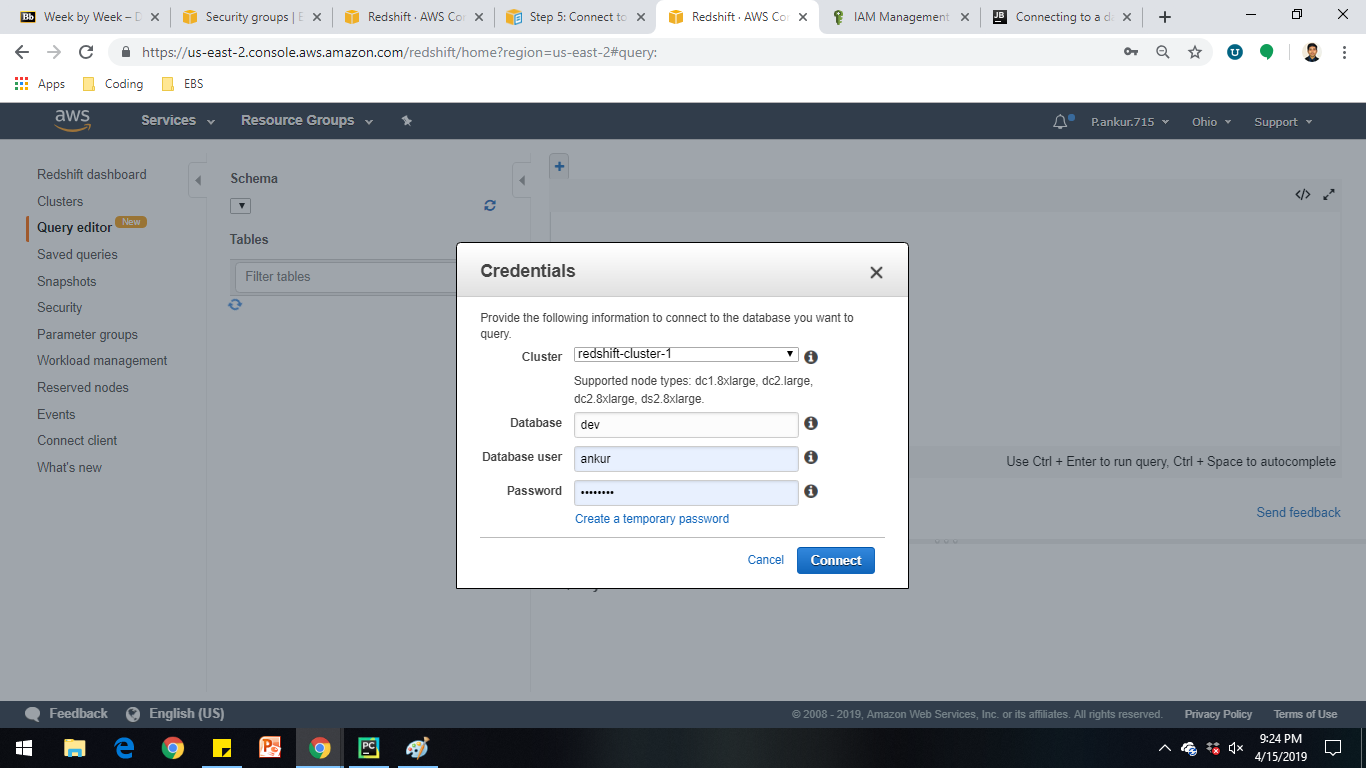 Week by Week – D
Security groups | E
Redshift · AWS Co
Step 5: Connect to
Redshift · AWS Co
IAM Management
Connecting to a d
https://us-east-2.console.aws.amazon.com/redshift/home?region=us-east-2#query:
Apps
Coding
EBS
aws
Services
Resource Groups
P.ankur.715
Ohio
Support
Redshift dashboard
Clusters
Query editor New
Saved queries
Snapshots
Security
Parameter groups
Workload management
Reserved nodes
Events
Connect client
What's new
Schema
Tables
Filter tables
Credentials
Provide the following information to connect to the database you want to
query.
Cluster redshift-cluster-1
Supported node types: dc1.8xlarge, dc2.large,
dc2.8xlarge, ds2.8xlarge.
Database dev
Database user ankur
Password ••••••••
Create a temporary password
Cancel Connect
Use Ctrl + Enter to run query, Ctrl + Space to autocomplete
Send feedback
Feedback
English (US)
© 2008 - 2019, Amazon Web Services, Inc. or its affiliates. All rights reserved.
Privacy Policy
Terms of Use
9:24 PM
4/15/2019